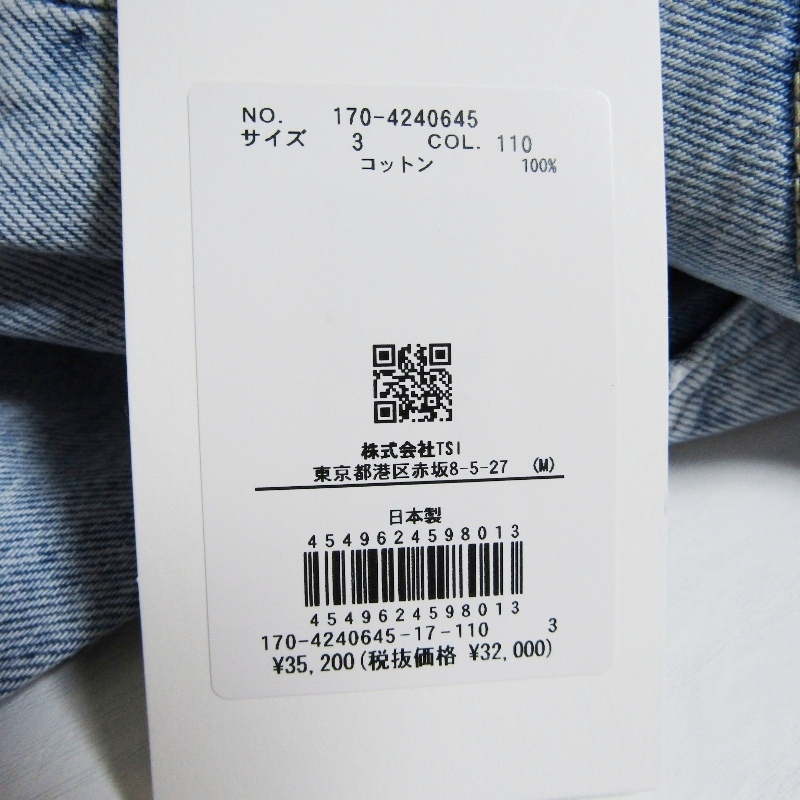 NO. 170-4240645
サイズ 3 COL. 110
コットン 100%
株式会社TSI
東京都港区赤坂8-5-27 (M)
日本製
4549624598013
4549624598013
170-4240645-17-110 3
¥35,200(税抜価格 ¥32,000)